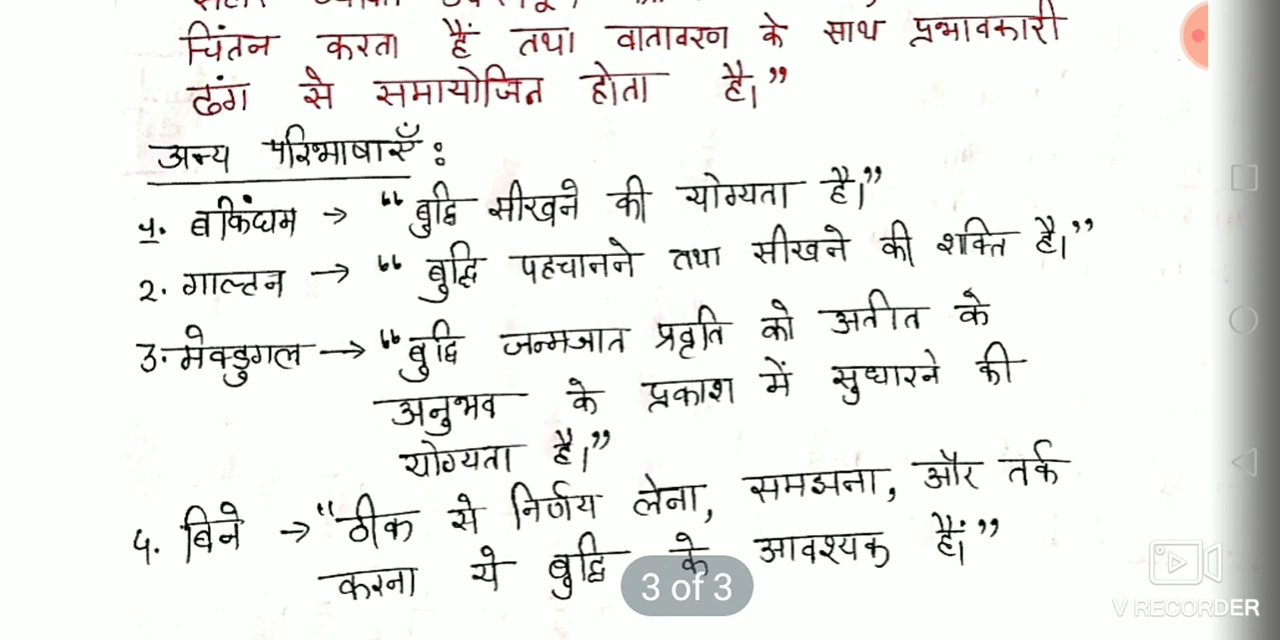 चिंतन करता हैं तथा वातावरण के साथ प्रभावकारी
ढंग से समायोजित होता है।”
अन्य परिभाषाएँ :
1. बकिंघम → “बुद्धि सीखने की योग्यता है।”
2. गाल्टन → “बुद्धि पहचानने तथा सीखने की शक्ति है।”
3. मेक्डुगल → “बुद्धि जन्मजात प्रवृति को अतीत के
अनुभव के प्रकाश में सुधारने की
योग्यता है।”
4. बिने → “ठीक से निर्णय लेना, समझना, और तर्क
करना ये बुद्धि के आवश्यक हैं।”
3 of 3
V RECORDER